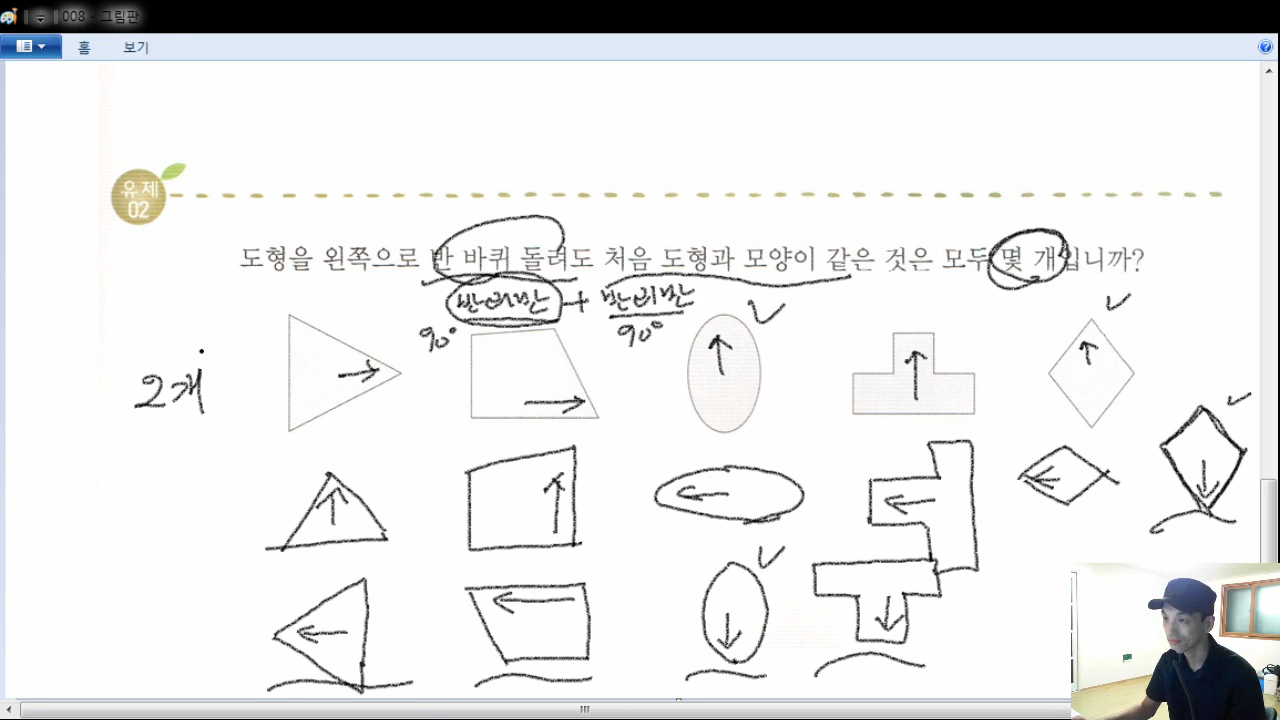 008 - 그림판
홈 보기
유제
02
도형을 왼쪽으로 반 바퀴 돌려도 처음 도형과 모양이 같은 것은 모두 몇 개입니까?
반의반 + 반의반
90° 90°
2개